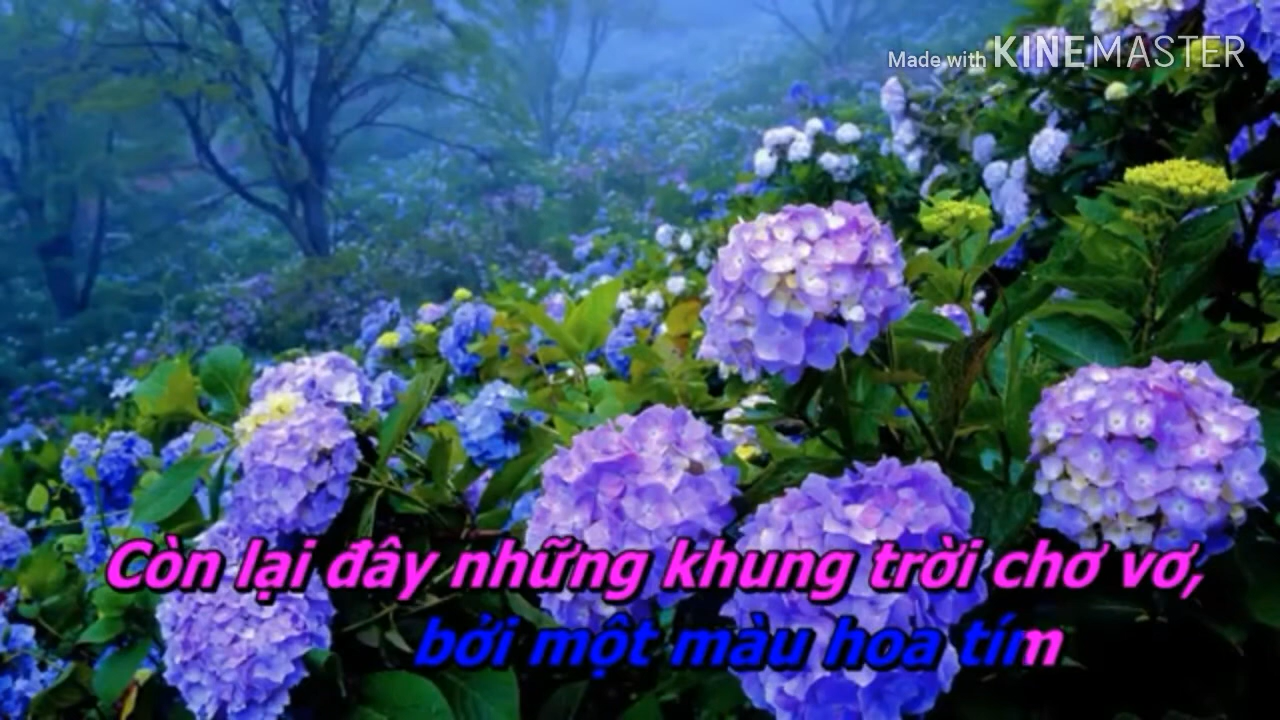 Made with KINEMASTER
Còn lại đây những khung trời chơ vơ,
bởi một màu hoa tím